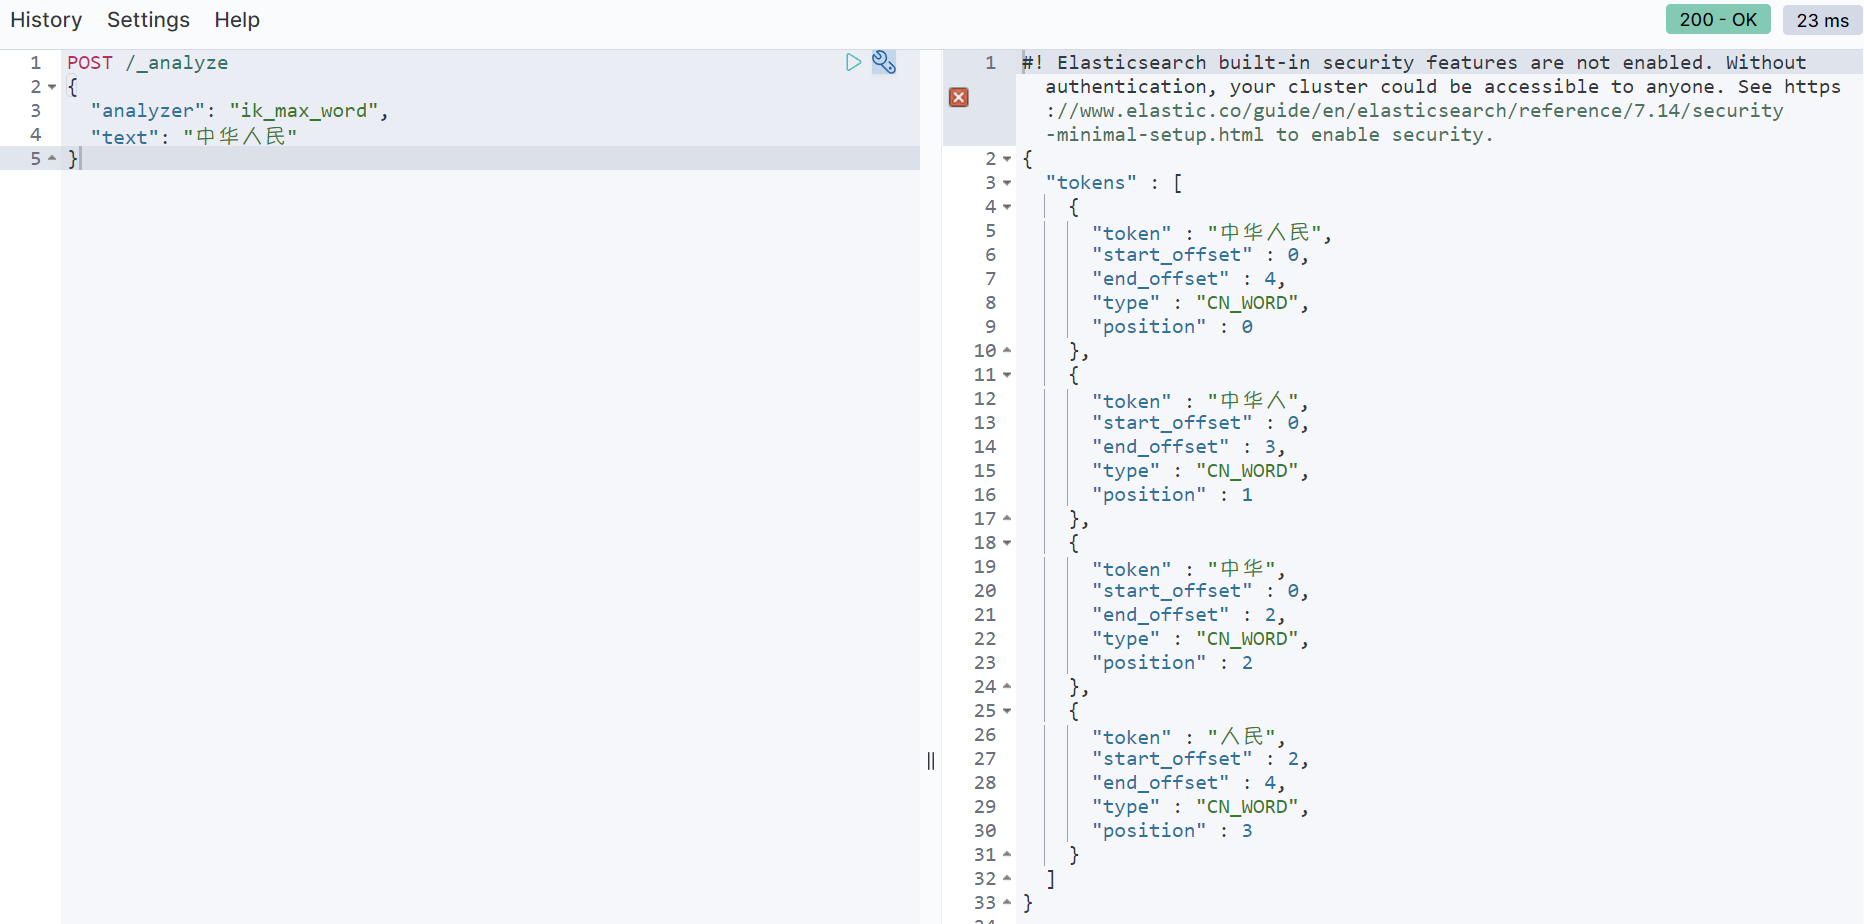 History Settings Help
200 - OK 23 ms
1 POST /_analyze
2 {
3 "analyzer": "ik_max_word",
4 "text": "中华人民"
5 }
1 #! Elasticsearch built-in security features are not enabled. Without
authentication, your cluster could be accessible to anyone. See https
://www.elastic.co/guide/en/elasticsearch/reference/7.14/security
-minimal-setup.html to enable security.
2 {
3 "tokens" : [
4 {
5 "token" : "中华人民",
6 "start_offset" : 0,
7 "end_offset" : 4,
8 "type" : "CN_WORD",
9 "position" : 0
10 },
11 {
12 "token" : "中华人",
13 "start_offset" : 0,
14 "end_offset" : 3,
15 "type" : "CN_WORD",
16 "position" : 1
17 },
18 {
19 "token" : "中华",
20 "start_offset" : 0,
21 "end_offset" : 2,
22 "type" : "CN_WORD",
23 "position" : 2
24 },
25 {
26 "token" : "人民",
27 "start_offset" : 2,
28 "end_offset" : 4,
29 "type" : "CN_WORD",
30 "position" : 3
31 }
32 ]
33 }